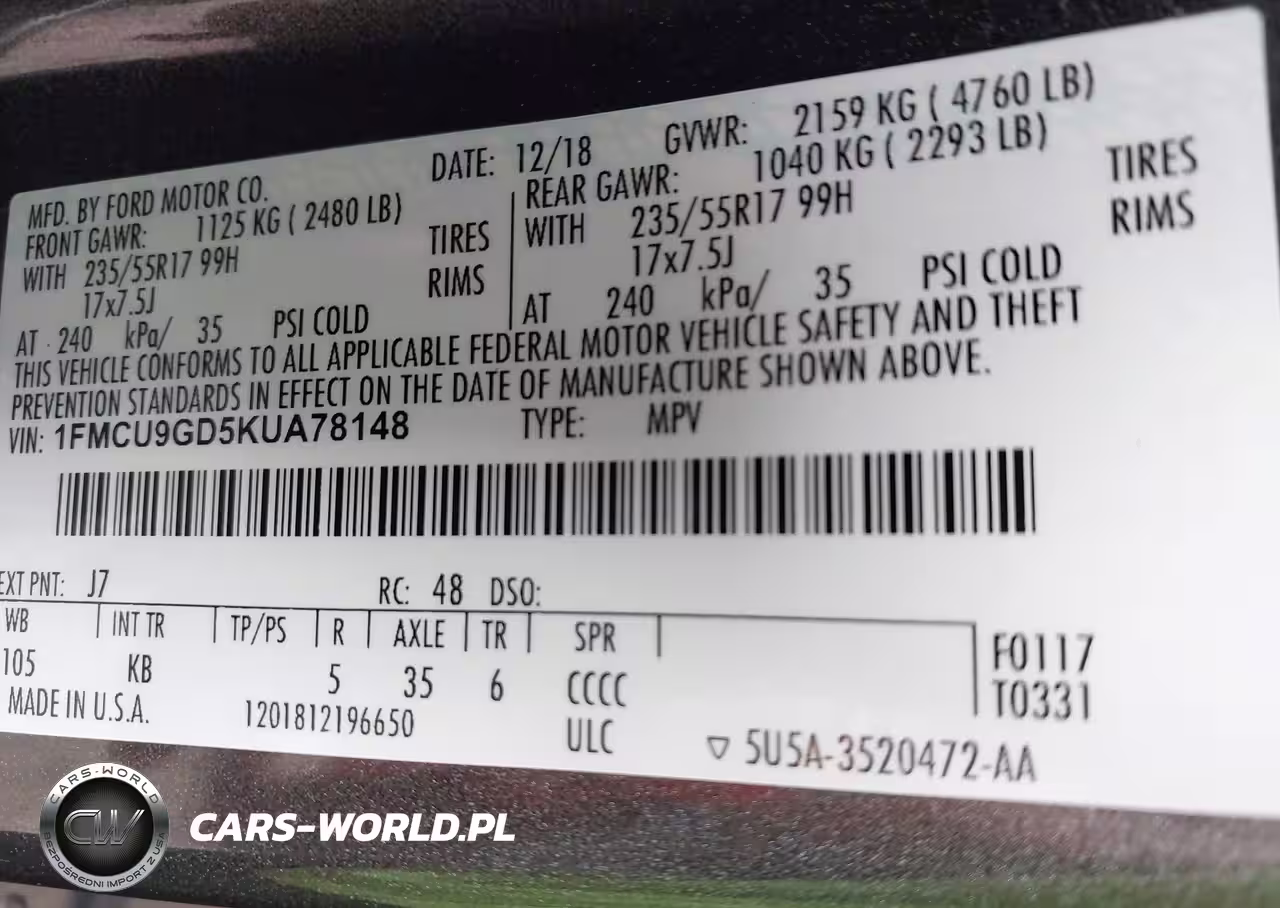 MFD. BY FORD MOTOR CO. DATE: 12/18 GVWR: 2159 KG ( 4760 LB)
FRONT GAWR: 1125 KG ( 2480 LB) REAR GAWR: 1040 KG ( 2293 LB)
WITH 235/55R17 99H TIRES WITH 235/55R17 99H TIRES
17x7.5J RIMS 17x7.5J RIMS
AT 240 kPa/ 35 PSI COLD AT 240 kPa/ 35 PSI COLD
THIS VEHICLE CONFORMS TO ALL APPLICABLE FEDERAL MOTOR VEHICLE SAFETY AND THEFT
PREVENTION STANDARDS IN EFFECT ON THE DATE OF MANUFACTURE SHOWN ABOVE.
VIN: 1FMCU9GD5KUA78148 TYPE: MPV
EXT PNT: J7 RC: 48 DSO:
WB INT TR TP/PS R AXLE TR SPR
105 KB 5 35 6 CCCC
F0117
T0331
MADE IN U.S.A. 1201812196650 ULC
5U5A-3520472-AA
CARS-WORLD
CW
BEZPOŚREDNI IMPORT Z USA
CARS-WORLD.PL